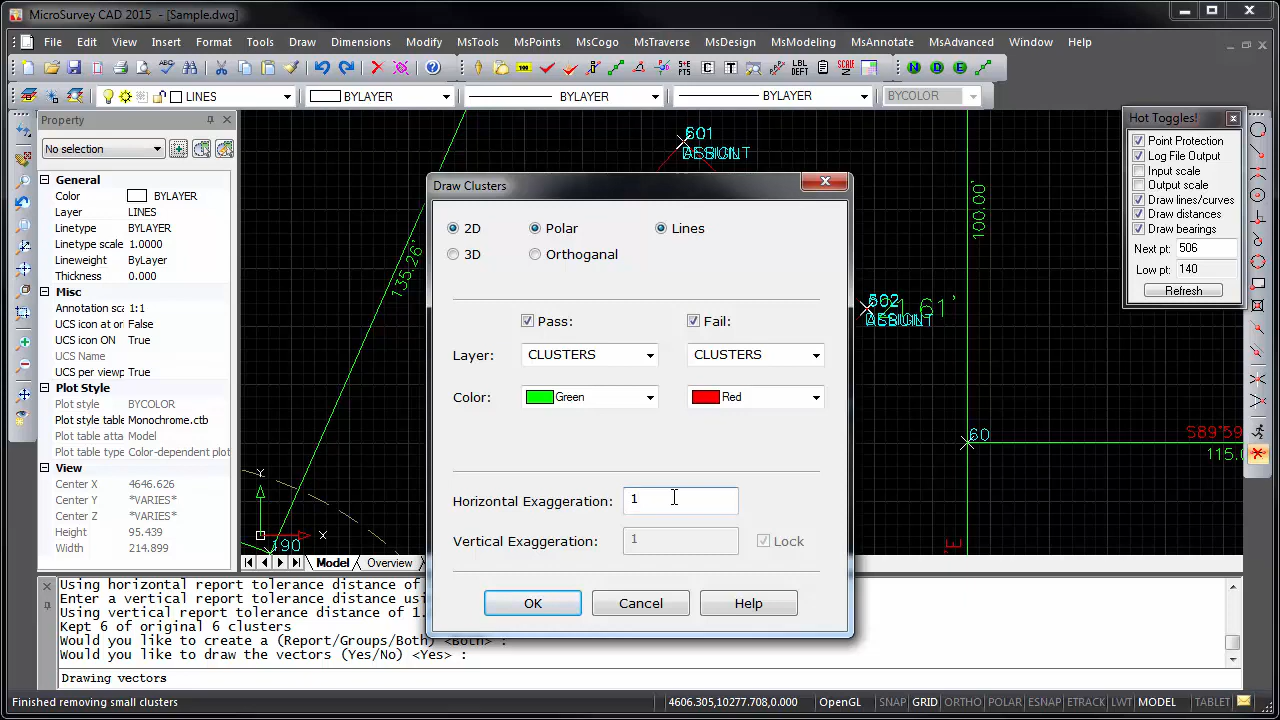 MicroSurvey CAD 2015 - [Sample.dwg]
File Edit View Insert Format Tools Draw Dimensions Modify MsTools MsPoints MsCogo MsTraverse MsDesign MsModeling MsAnnotate MsAdvanced Window Help
LINES BYLAYER BYLAYER BYLAYER BYCOLOR
Property
No selection
General
Color BYLAYER
Layer LINES
Linetype BYLAYER
Linetype scale 1.0000
Lineweight ByLayer
Thickness 0.000
Misc
Annotation scale 1:1
UCS icon at or False
UCS icon ON True
UCS Name
UCS per viewp True
Plot Style
Plot style BYCOLOR
Plot style table Monochrome.ctb
Plot table atta Model
Plot table type Color-dependent plot
View
Center X 4646.626
Center Y *VARIES*
Center Z *VARIES*
Height 95.439
Width 214.899
Hot Toggles!
Point Protection
Log File Output
Input scale
Output scale
Draw lines/curves
Draw distances
Draw bearings
Next pt: 506
Low pt: 140
Refresh
501
135.26'
100.00'
502
60
S89°59
115.0
190
Y
X
Draw Clusters
2D Polar Lines
3D Orthoganal
Pass: Fail:
Layer: CLUSTERS CLUSTERS
Color: Green Red
Horizontal Exaggeration: 1
Vertical Exaggeration: 1 Lock
OK Cancel Help
Model Overview
Using horizontal report tolerance distance of
Enter a vertical report tolerance distance usi
Using vertical report tolerance distance of 1.
Kept 6 of original 6 clusters
Would you like to create a (Report/Groups/Both) <Both> :
Would you like to draw the vectors (Yes/No) <Yes> :
Drawing vectors
Finished removing small clusters
4606.305,10277.708,0.000 OpenGL SNAP GRID ORTHO POLAR ESNAP ETRACK LWT MODEL TABLET